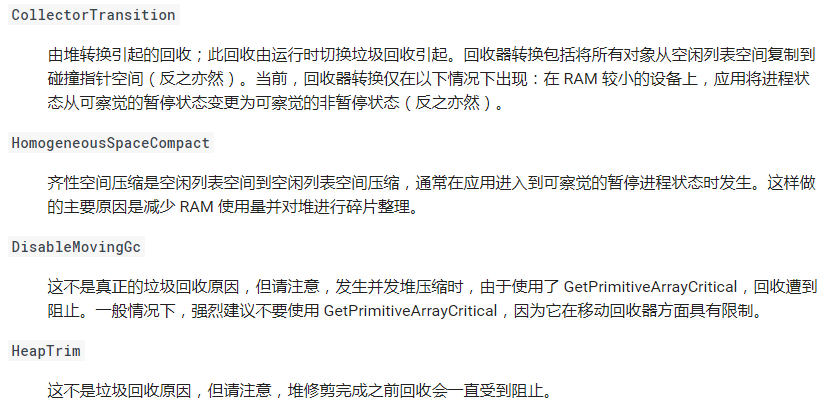 CollectorTransition
由堆转换引起的回收；此回收由运行时切换垃圾回收引起。回收器转换包括将所有对象从空闲列表空间复制到
碰撞指针空间（反之亦然）。当前，回收器转换仅在以下情况下出现：在 RAM 较小的设备上，应用将进程状
态从可察觉的暂停状态变更为可察觉的非暂停状态（反之亦然）。
HomogeneousSpaceCompact
齐性空间压缩是空闲列表空间到空闲列表空间压缩，通常在应用进入到可察觉的暂停进程状态时发生。这样做
的主要原因是减少 RAM 使用量并对堆进行碎片整理。
DisableMovingGc
这不是真正的垃圾回收原因，但请注意，发生并发堆压缩时，由于使用了 GetPrimitiveArrayCritical，回收遭到
阻止。一般情况下，强烈建议不要使用 GetPrimitiveArrayCritical，因为它在移动回收器方面具有限制。
HeapTrim
这不是垃圾回收原因，但请注意，堆修剪完成之前回收会一直受到阻止。